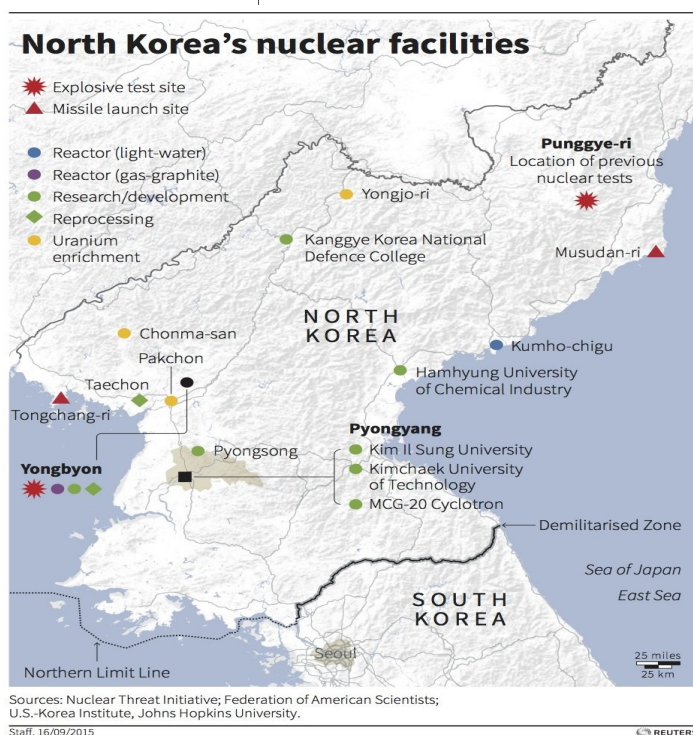 North Korea's nuclear facilities
Explosive test site
Missile launch site
Reactor (light-water)
Reactor (gas-graphite)
Research/development
Reprocessing
Uranium
enrichment
Punggye-ri
Location of previous
nuclear tests
Yongjo-ri
Kanggye Korea National
Defence College
Musudan-ri
NORTH
KOREA
Chonma-san
Kumho-chigu
Pakchon
Hamhyung University
of Chemical Industry
Taechon
Tongchang-ri
Pyongyang
Kim Il Sung University
Pyongsong
Kimchaek University
of Technology
Yongbyon
MCG-20 Cyclotron
Demilitarised Zone
Sea of Japan
East Sea
SOUTH
KOREA
Seoul
Northern Limit Line
25 miles
25 km
Sources: Nuclear Threat Initiative; Federation of American Scientists;
U.S.-Korea Institute, Johns Hopkins University.
Staff, 16/09/2015
REUTERS